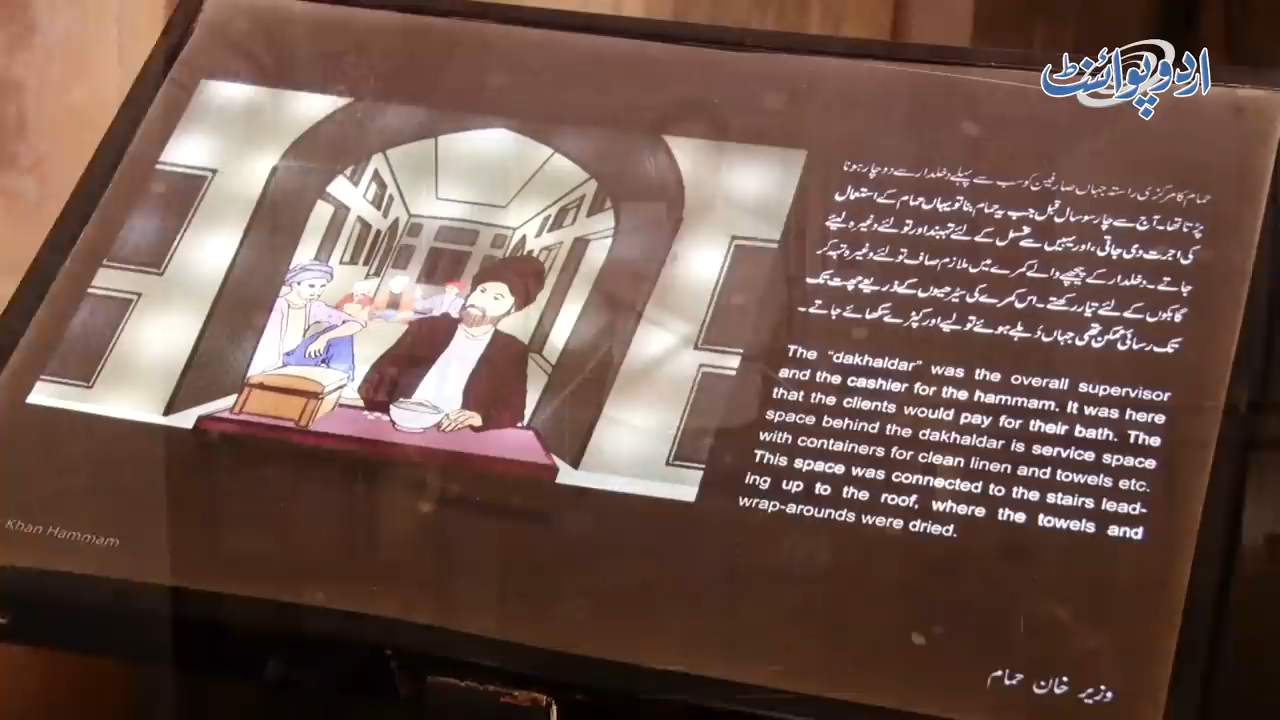 اردو پوائنٹ
حمام کا مرکزی راستہ جہاں صارفین کو سب سے پہلے دخلدار سے دوچار ہونا
پڑتا تھا۔ آج سے چار سو سال قبل جب یہ حمام بنا تو یہاں حمام کے استعمال
کی اجرت دی جاتی، اور یہیں سے غسل کے لئے تہبند اور تولئے وغیرہ لیئے
جاتے۔ دخلدار کے پیچھے والے کمرے میں ملازم صاف تولئے وغیرہ تہہ کر
گاہکوں کے لئے تیار رکھتے۔ اس کمرے کی سیڑھیوں کے ذریعے چھت تک
تک رسائی ممکن تھی جہاں دُھلے ہوئے تولیے اور کپڑے سکھائے جاتے۔
The “dakhaldar” was the overall supervisor
and the cashier for the hammam. It was here
that the clients would pay for their bath. The
space behind the dakhaldar is service space
with containers for clean linen and towels etc.
This space was connected to the stairs lead-
ing up to the roof, where the towels and
wrap-arounds were dried.
Khan Hammam
وزیر خان حمام